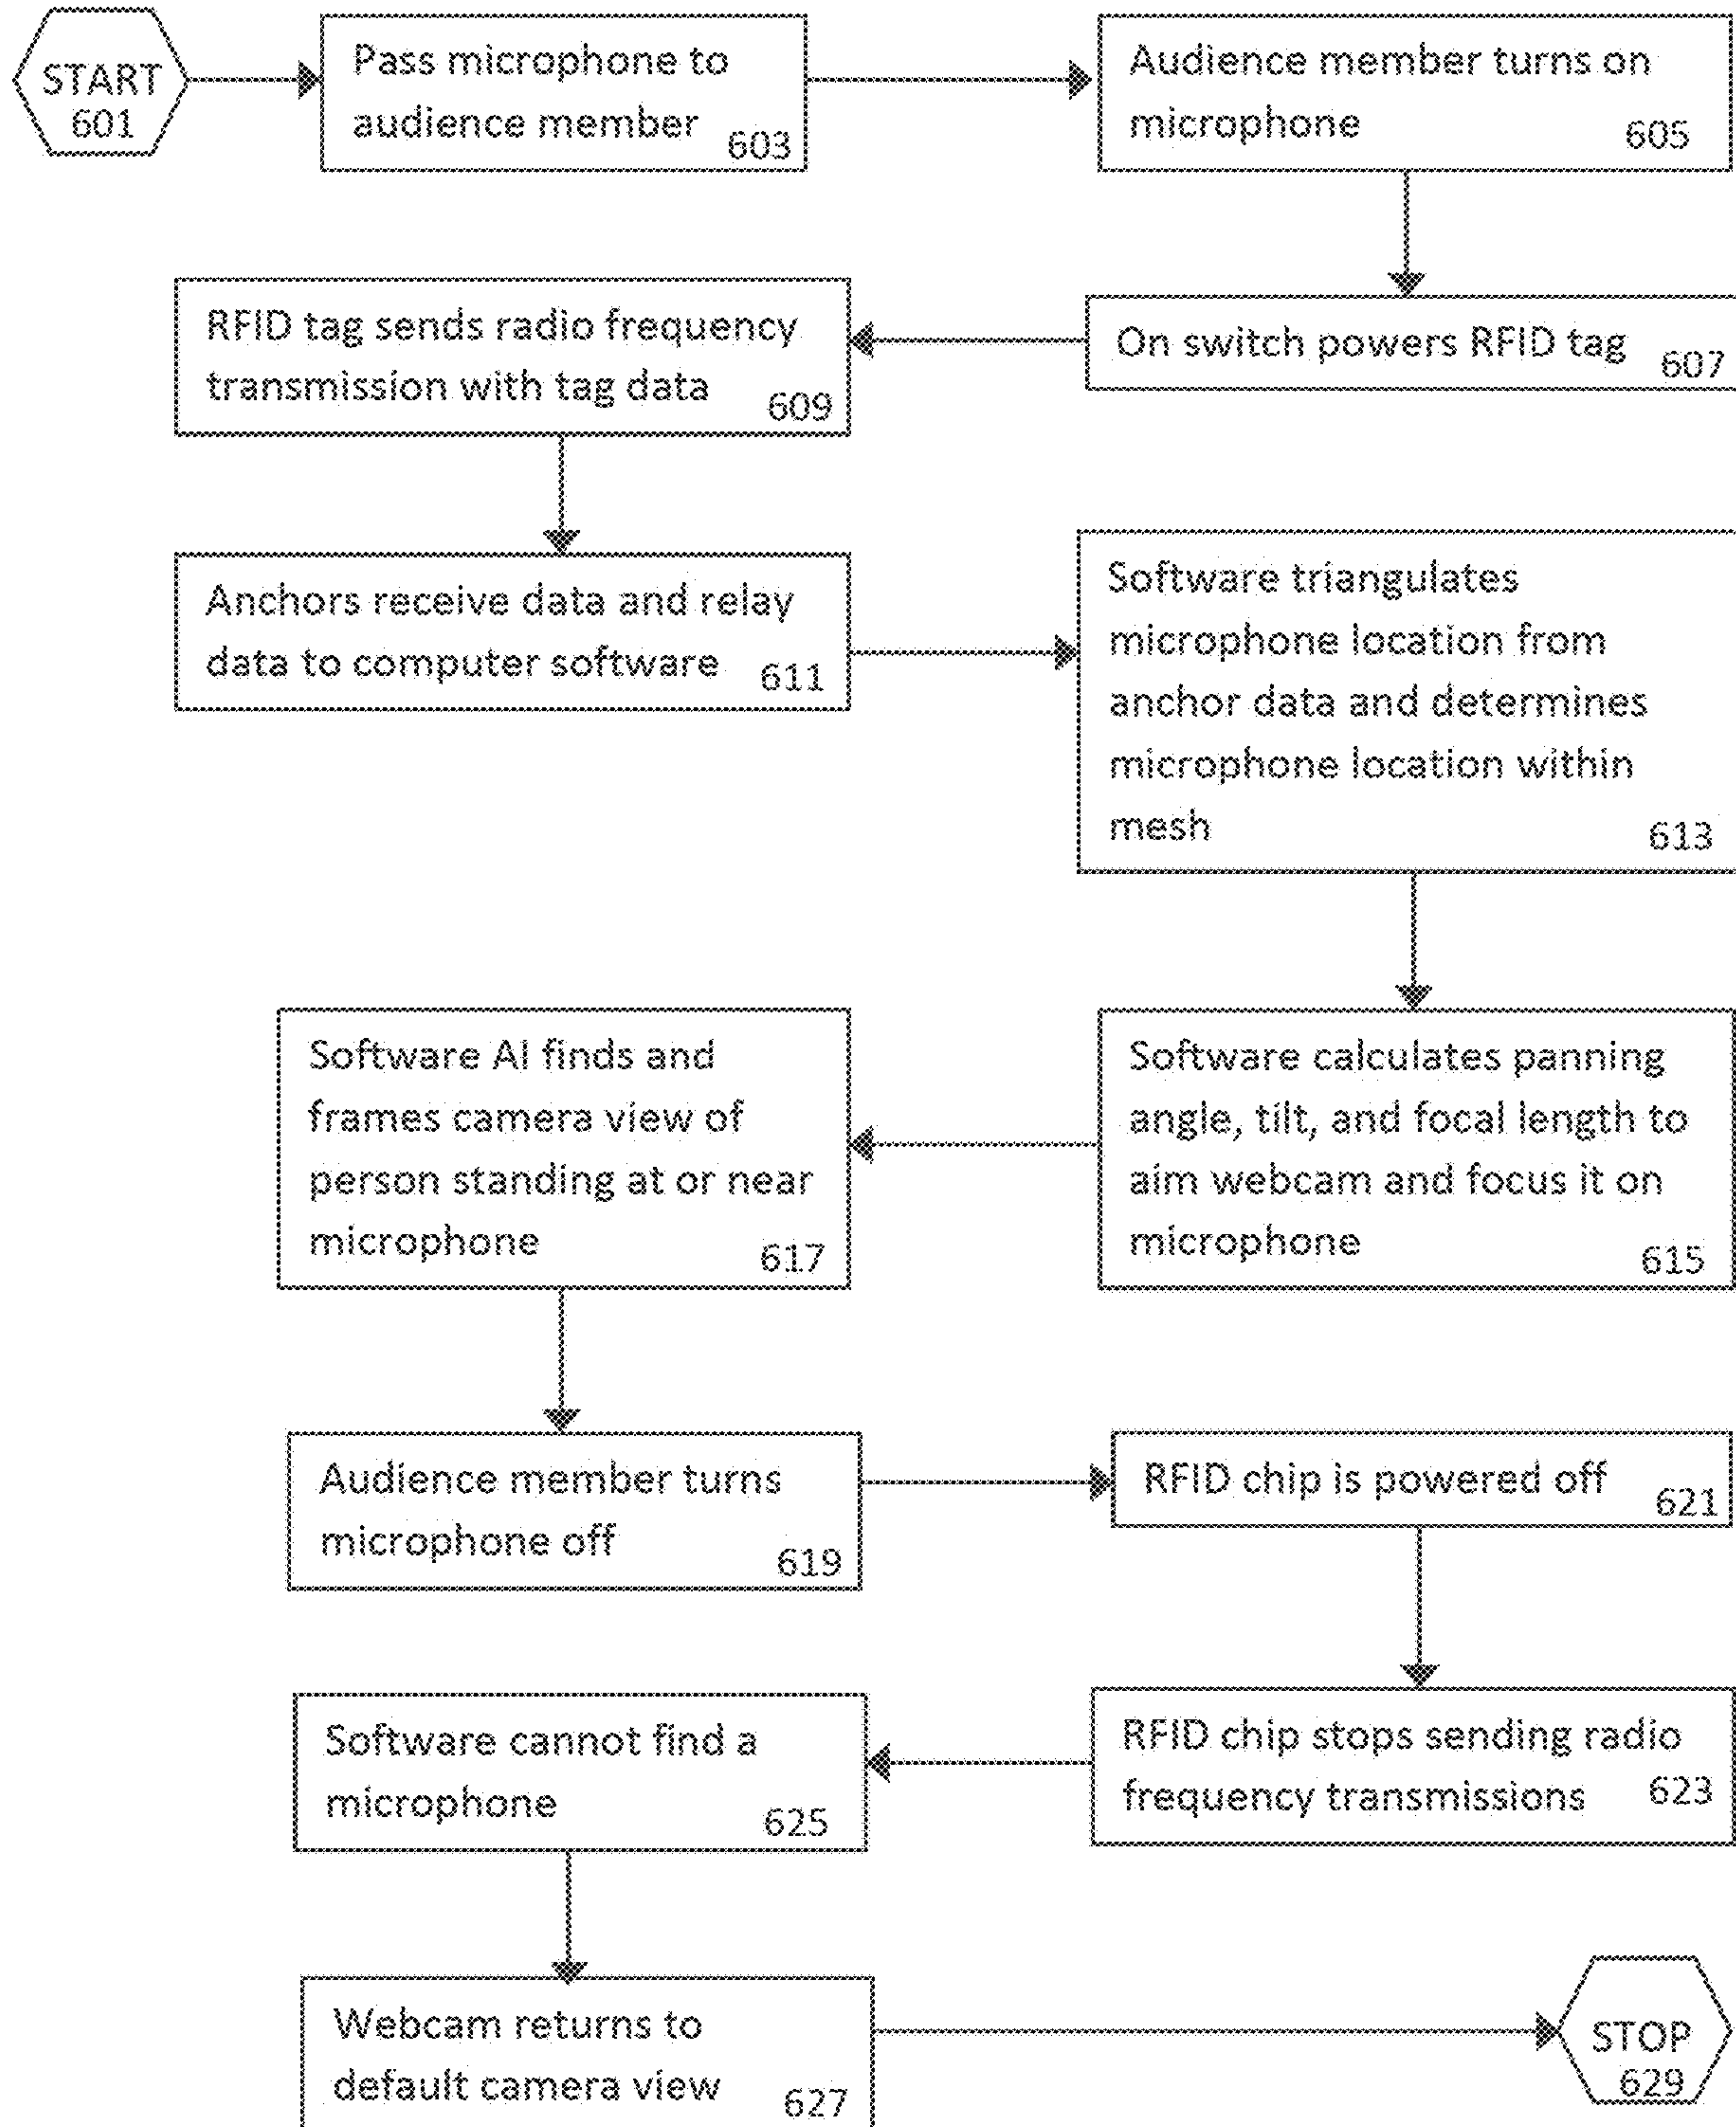 START
601
Pass microphone to
audience member
603
Audience member turns on
microphone
605
On switch powers RFID tag
607
RFID tag sends radio frequency
transmission with tag data
609
Anchors receive data and relay
data to computer software
611
Software triangulates
microphone location from
anchor data and determines
microphone location within
mesh
613
Software calculates panning
angle, tilt, and focal length to
aim webcam and focus it on
microphone
615
Software AI finds and
frames camera view of
person standing at or near
microphone
617
Audience member turns
microphone off
619
RFID chip is powered off
621
RFID chip stops sending radio
frequency transmissions
623
Software cannot find a
microphone
625
Webcam returns to
default camera view
627
STOP
629